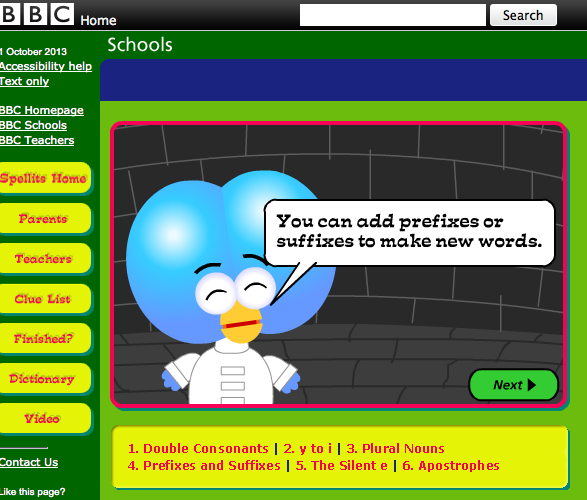 BBC Home
Search
Schools
1 October 2013
Accessibility help
Text only
BBC Homepage
BBC Schools
BBC Teachers
Spellits Home
Parents
Teachers
Clue List
Finished?
Dictionary
Video
Contact Us
Like this page?
You can add prefixes or
suffixes to make new words.
Next
1. Double Consonants | 2. y to i | 3. Plural Nouns
4. Prefixes and Suffixes | 5. The Silent e | 6. Apostrophes